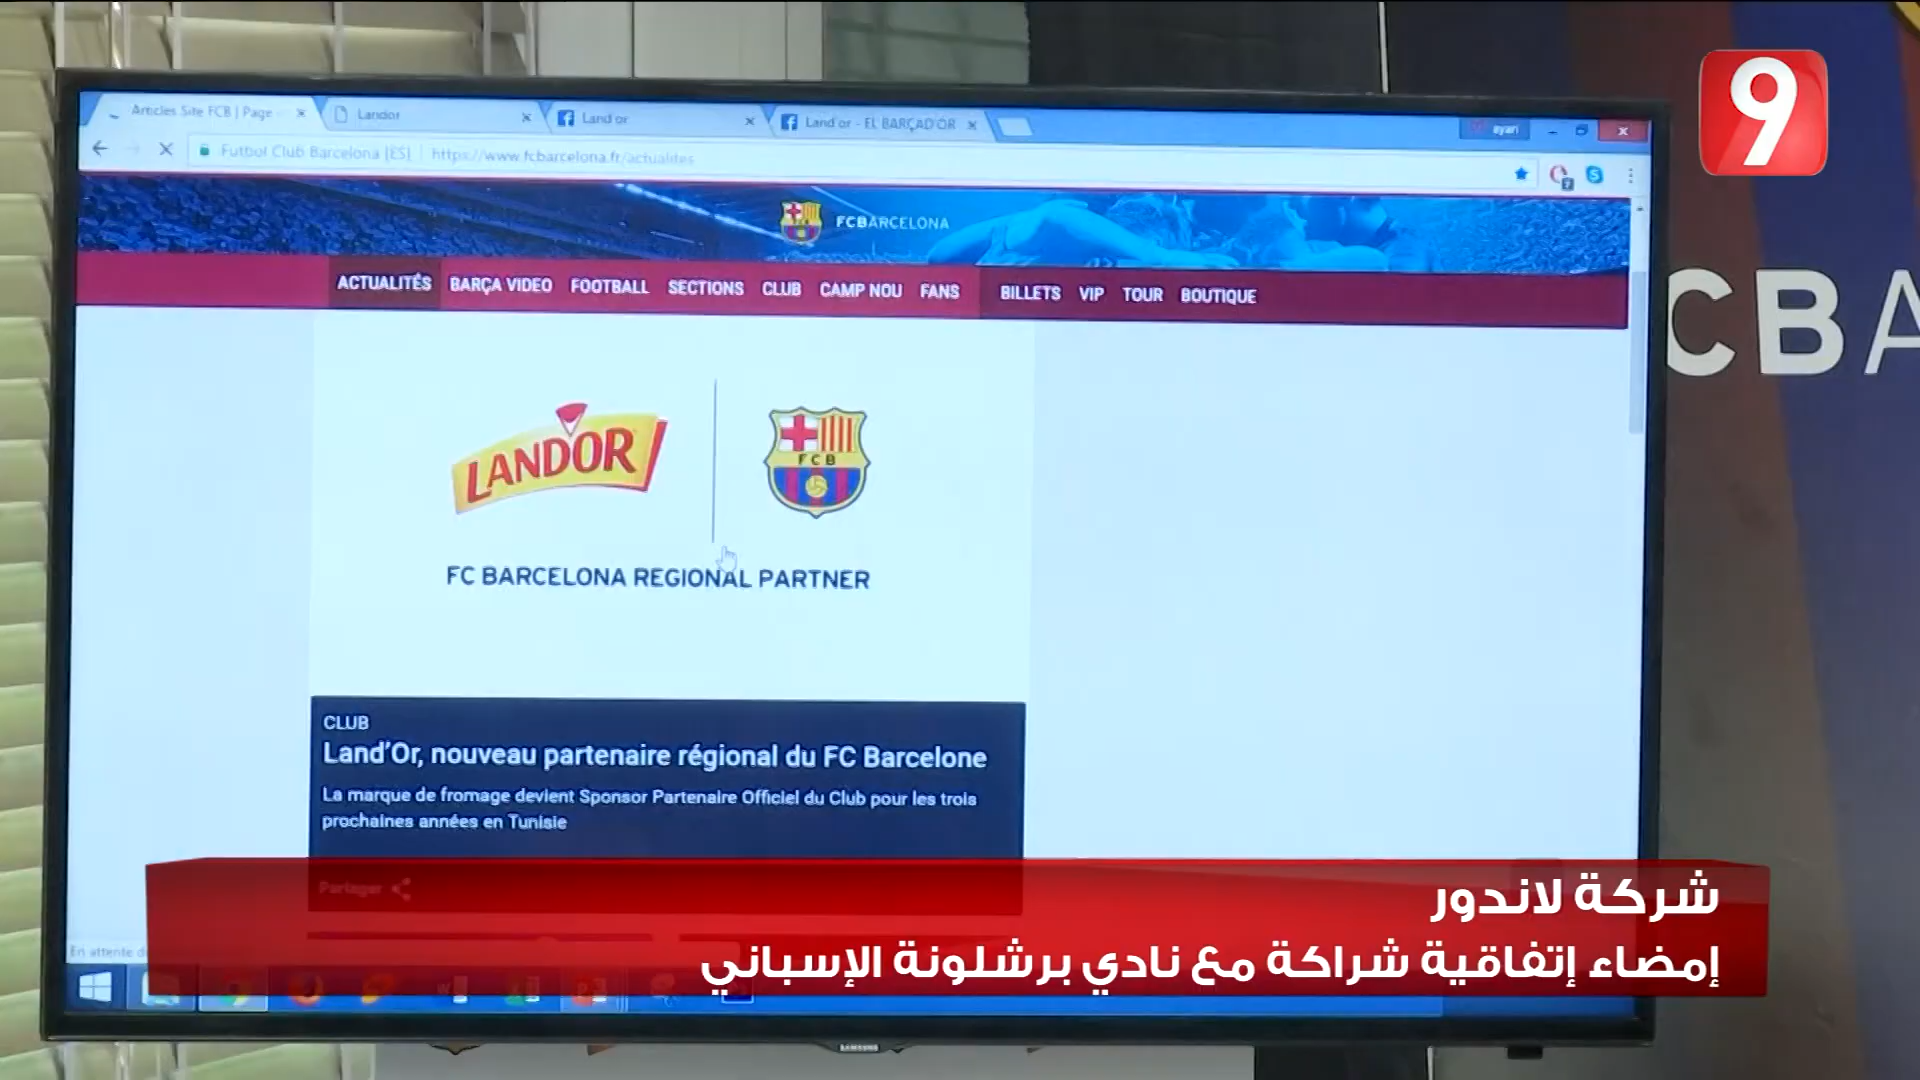 9
Articles Site FCB | Page
Landor
Land or
Land'or - EL BARÇAD'OR
ayari
Futbol Club Barcelona [ES] https://www.fcbarcelona.fr/actualites
FCBARCELONA
ACTUALITÉS BARÇA VIDEO FOOTBALL SECTIONS CLUB CAMP NOU FANS BILLETS VIP TOUR BOUTIQUE
CBA
LANDOR
FCB
FC BARCELONA REGIONAL PARTNER
CLUB
Land'Or, nouveau partenaire régional du FC Barcelone
La marque de fromage devient Sponsor Partenaire Officiel du Club pour les trois
prochaines années en Tunisie
Partager
En attente d
شركة لاندور
إمضاء إتفاقية شراكة مع نادي برشلونة الإسباني
SAMSUNG